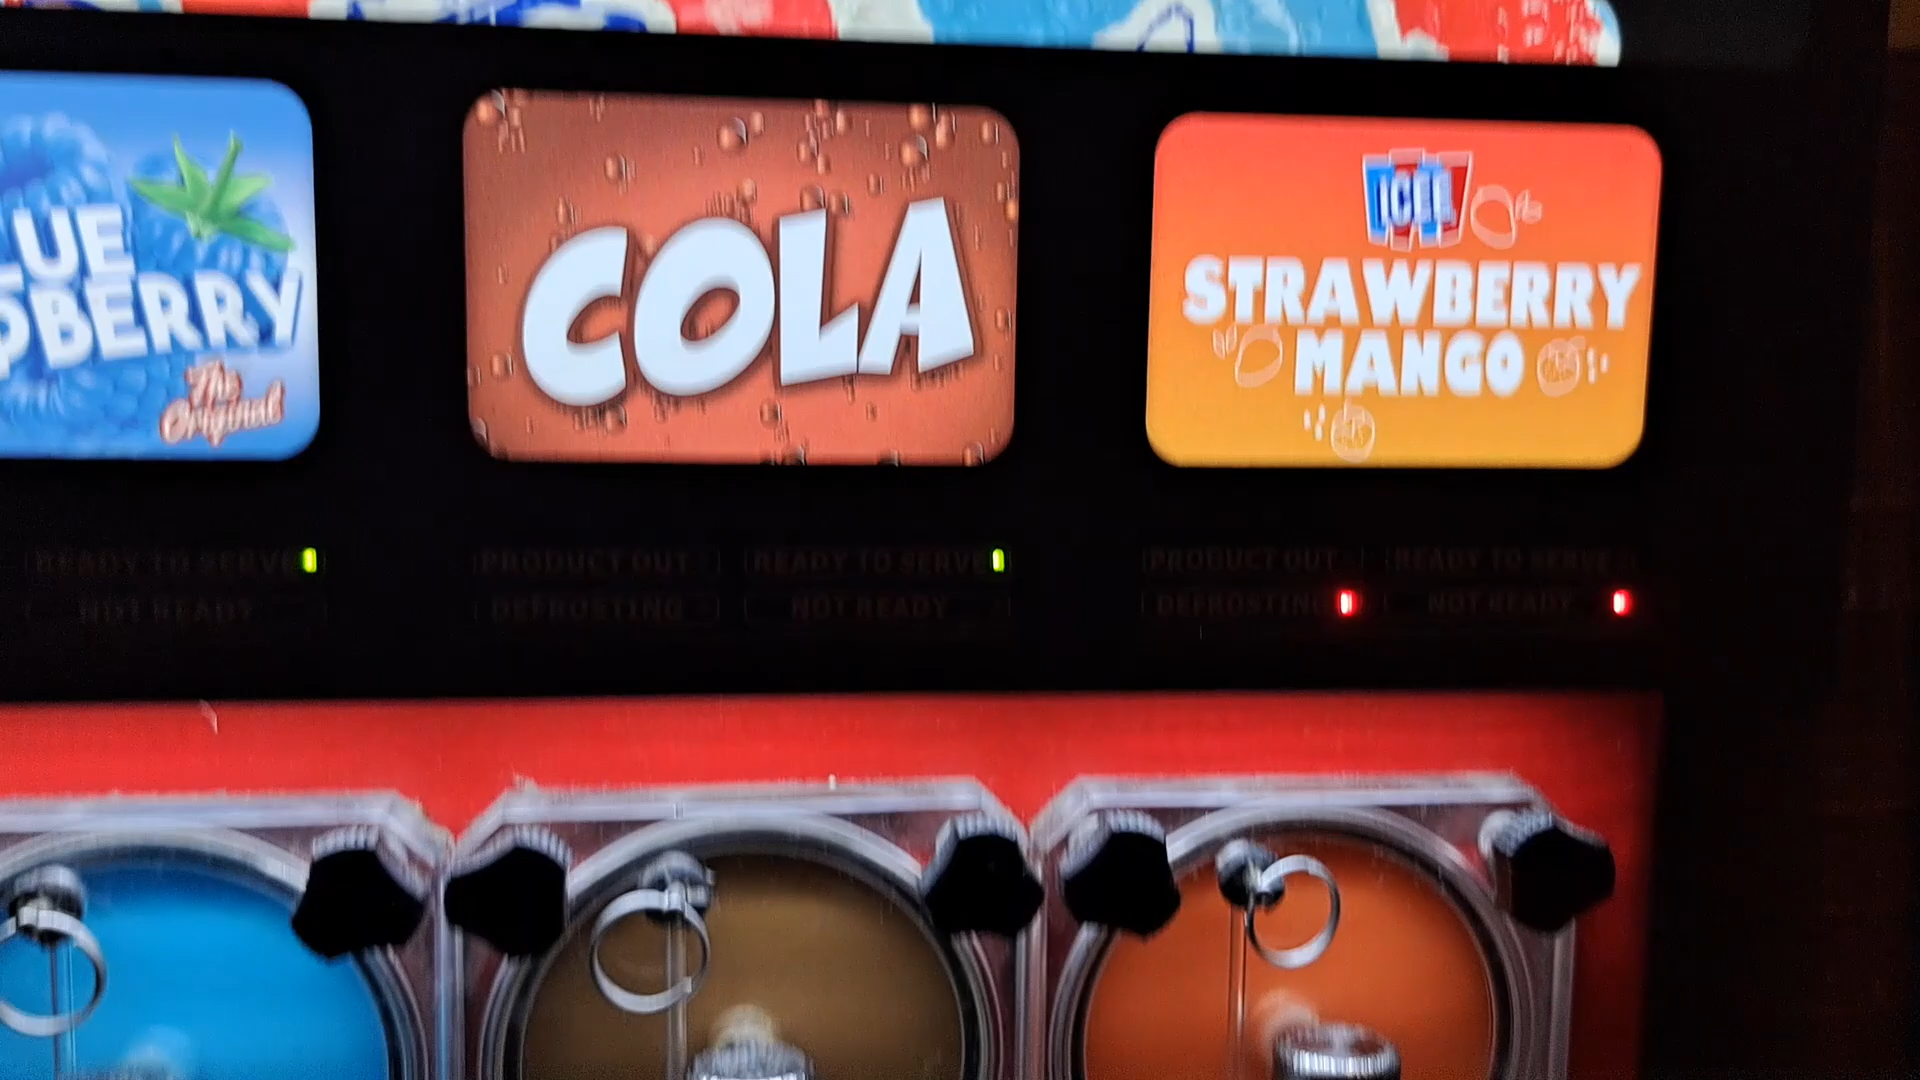 UE
PBERRY
The
Original
COLA
ICEE
STRAWBERRY
MANGO
READY TO SERVE
NOT READY
PRODUCT OUT
READY TO SERVE
DEFROSTING
NOT READY
PRODUCT OUT
READY TO SERVE
DEFROSTING
NOT READY